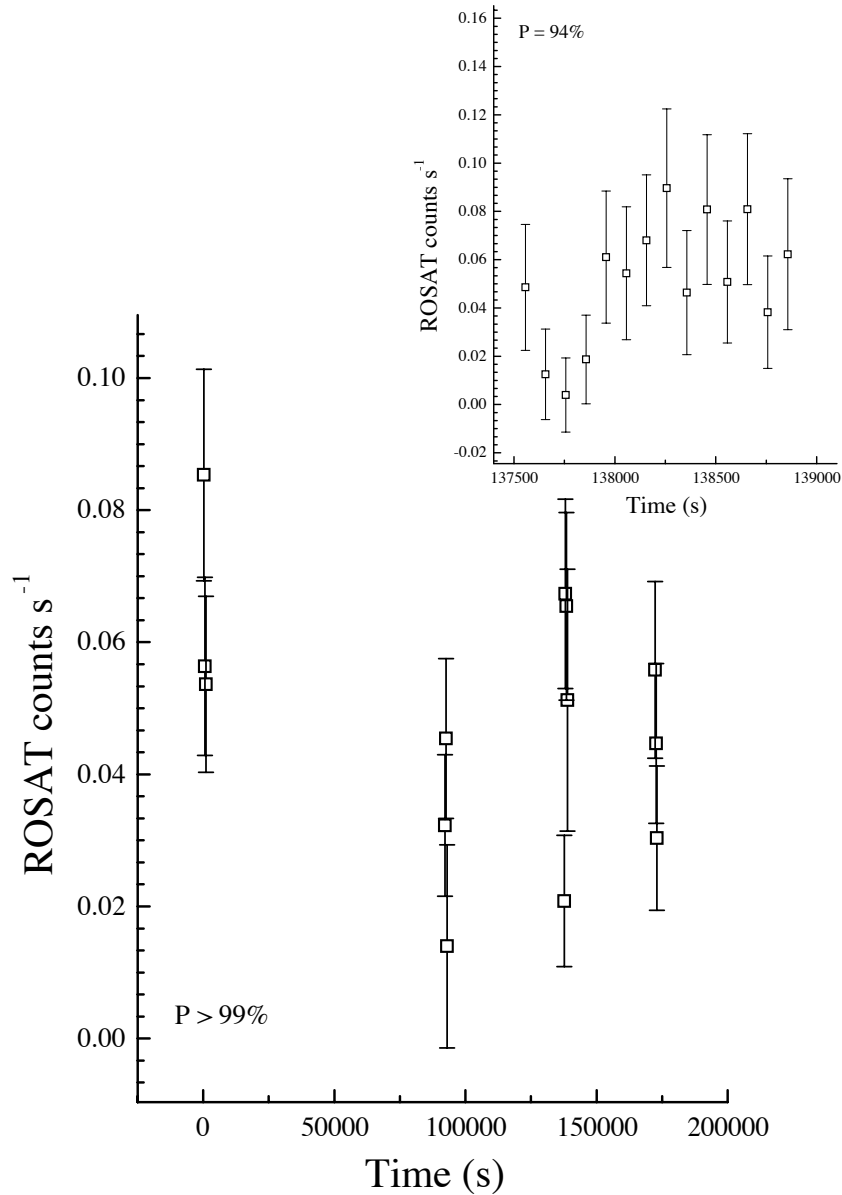 0.16
P = 94%
0.14
0.12
0.10
0.08
0.06
0.04
0.02
0.00
-0.02
ROSAT counts s⁻¹
137500 138000 138500 139000
Time (s)
0.10
0.08
0.06
0.04
0.02
0.00
ROSAT counts s⁻¹
P > 99%
0 50000 100000 150000 200000
Time (s)